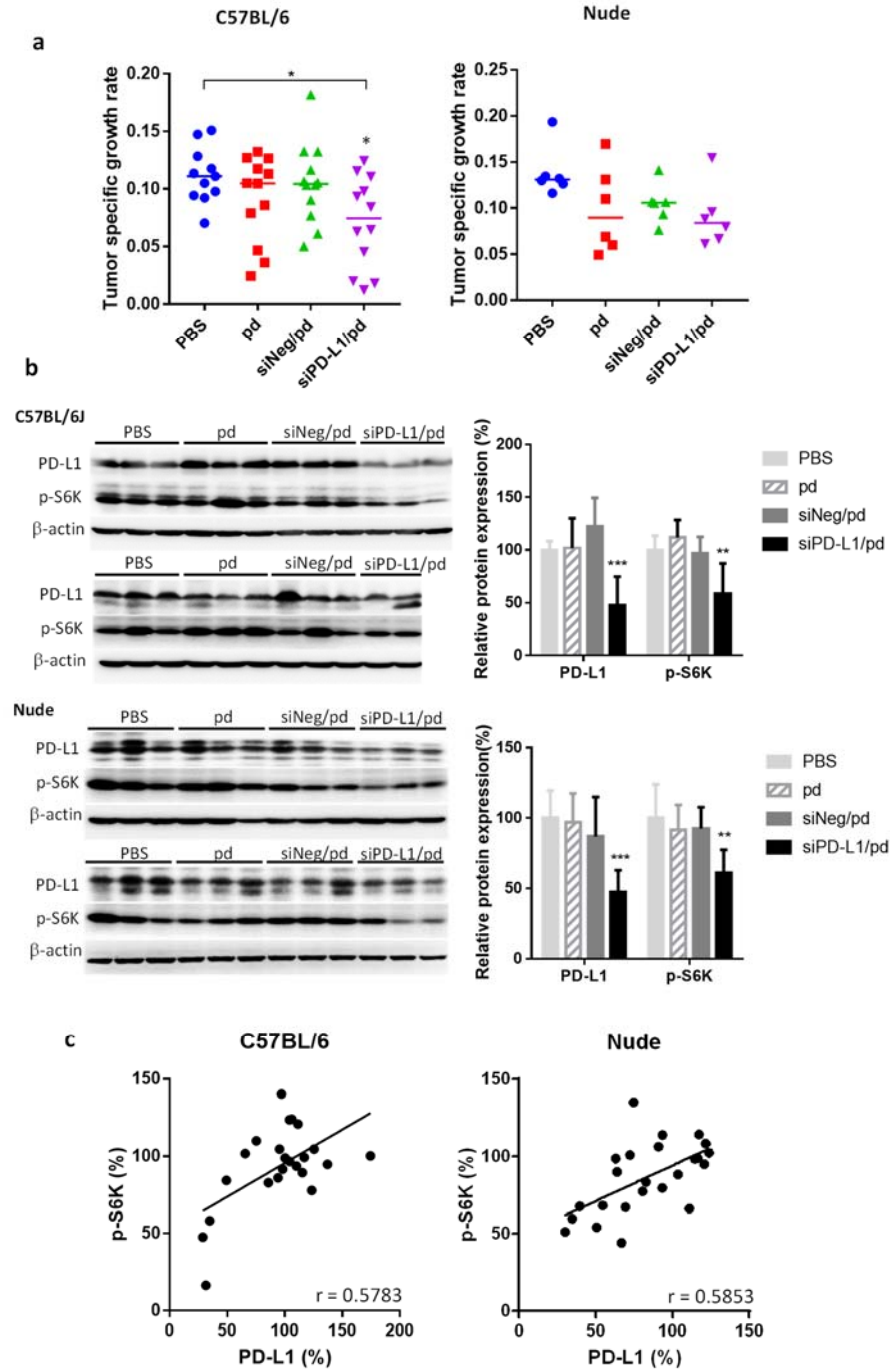 C57BL/6 Nude
a
Tumor specific growth rate
0.20
0.15
0.10
0.05
0.00
*
*
PBS pd siNeg/pd siPD-L1/pd
Tumor specific growth rate
0.25
0.20
0.15
0.10
0.05
0.00
PBS pd siNeg/pd siPD-L1/pd
b
C57BL/6J
PBS pd siNeg/pd siPD-L1/pd
PD-L1
p-S6K
β-actin
PBS pd siNeg/pd siPD-L1/pd
PD-L1
p-S6K
β-actin
Relative protein expression (%)
200
150
100
50
0
*** **
PD-L1 p-S6K
PBS
pd
siNeg/pd
siPD-L1/pd
Nude
PBS pd siNeg/pd siPD-L1/pd
PD-L1
p-S6K
β-actin
PBS pd siNeg/pd siPD-L1/pd
PD-L1
p-S6K
β-actin
Relative protein expression(%)
150
100
50
0
*** **
PD-L1 p-S6K
PBS
pd
siNeg/pd
siPD-L1/pd
c
C57BL/6
p-S6K (%)
150
100
50
0
r = 0.5783
0 50 100 150 200
PD-L1 (%)
Nude
p-S6K (%)
150
100
50
0
r = 0.5853
0 50 100 150
PD-L1 (%)